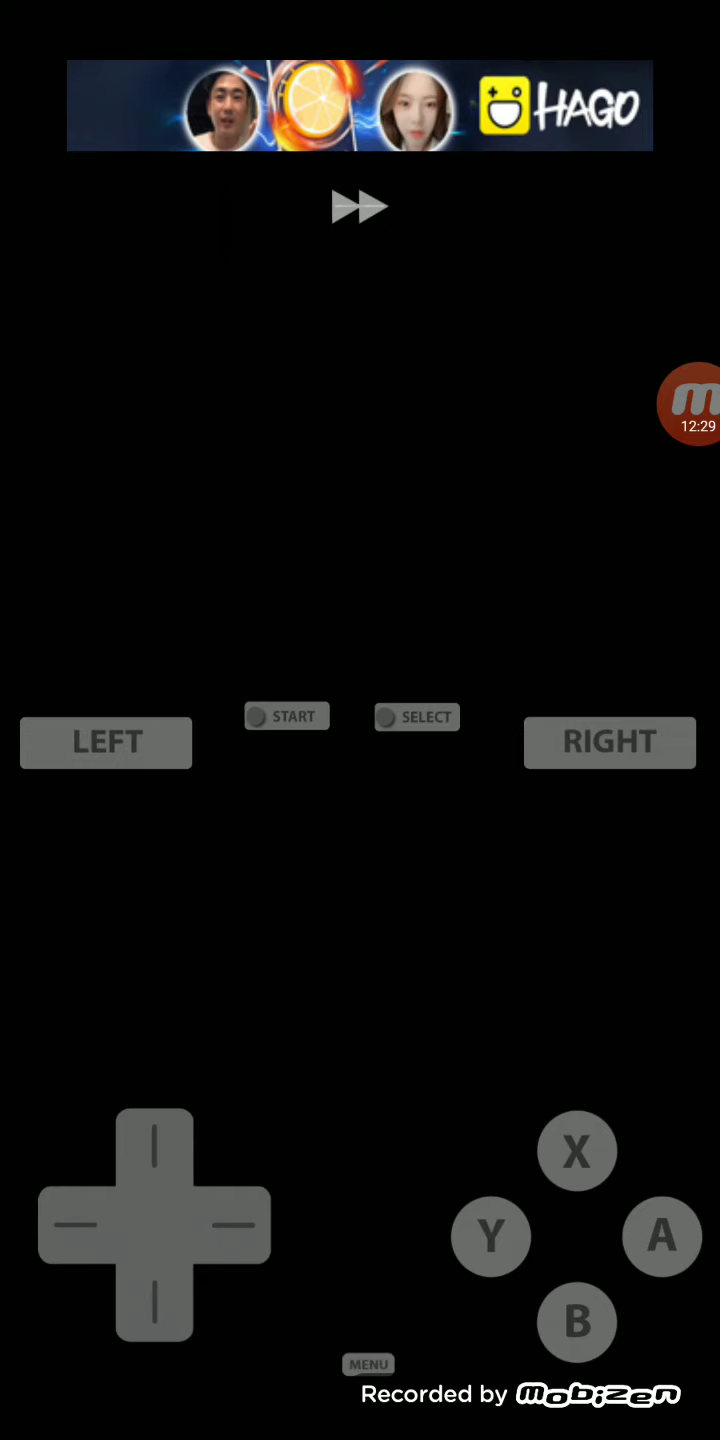 HAGO
12:29
START
SELECT
LEFT
RIGHT
X
Y
A
B
MENU
Recorded by mobizen